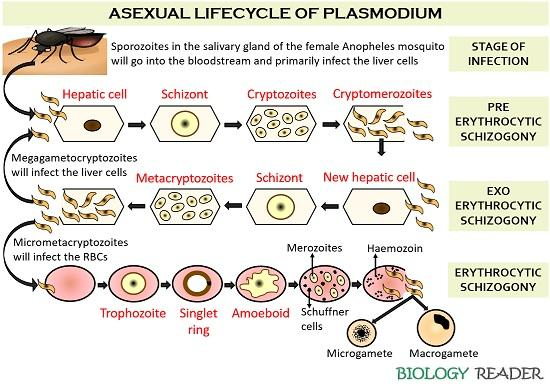 ASEXUAL LIFECYCLE OF PLASMODIUM
Sporozoites in the salivary gland of the female Anopheles mosquito
will go into the bloodstream and primarily infect the liver cells
STAGE OF
INFECTION
Hepatic cell
Schizont
Cryptozoites
Cryptomerozoites
PRE
ERYTHROCYTIC
SCHIZOGONY
Megagametocryptozoites
will infect the liver cells
Metacryptozoites
Schizont
New hepatic cell
EXO
ERYTHROCYTIC
SCHIZOGONY
Micrometacryptozoites
will infect the RBCs
Merozoites
Haemozoin
ERYTHROCYTIC
SCHIZOGONY
Trophozoite
Singlet
ring
Amoeboid
Schuffner
cells
Microgamete
Macrogamete
BIOLOGY READER